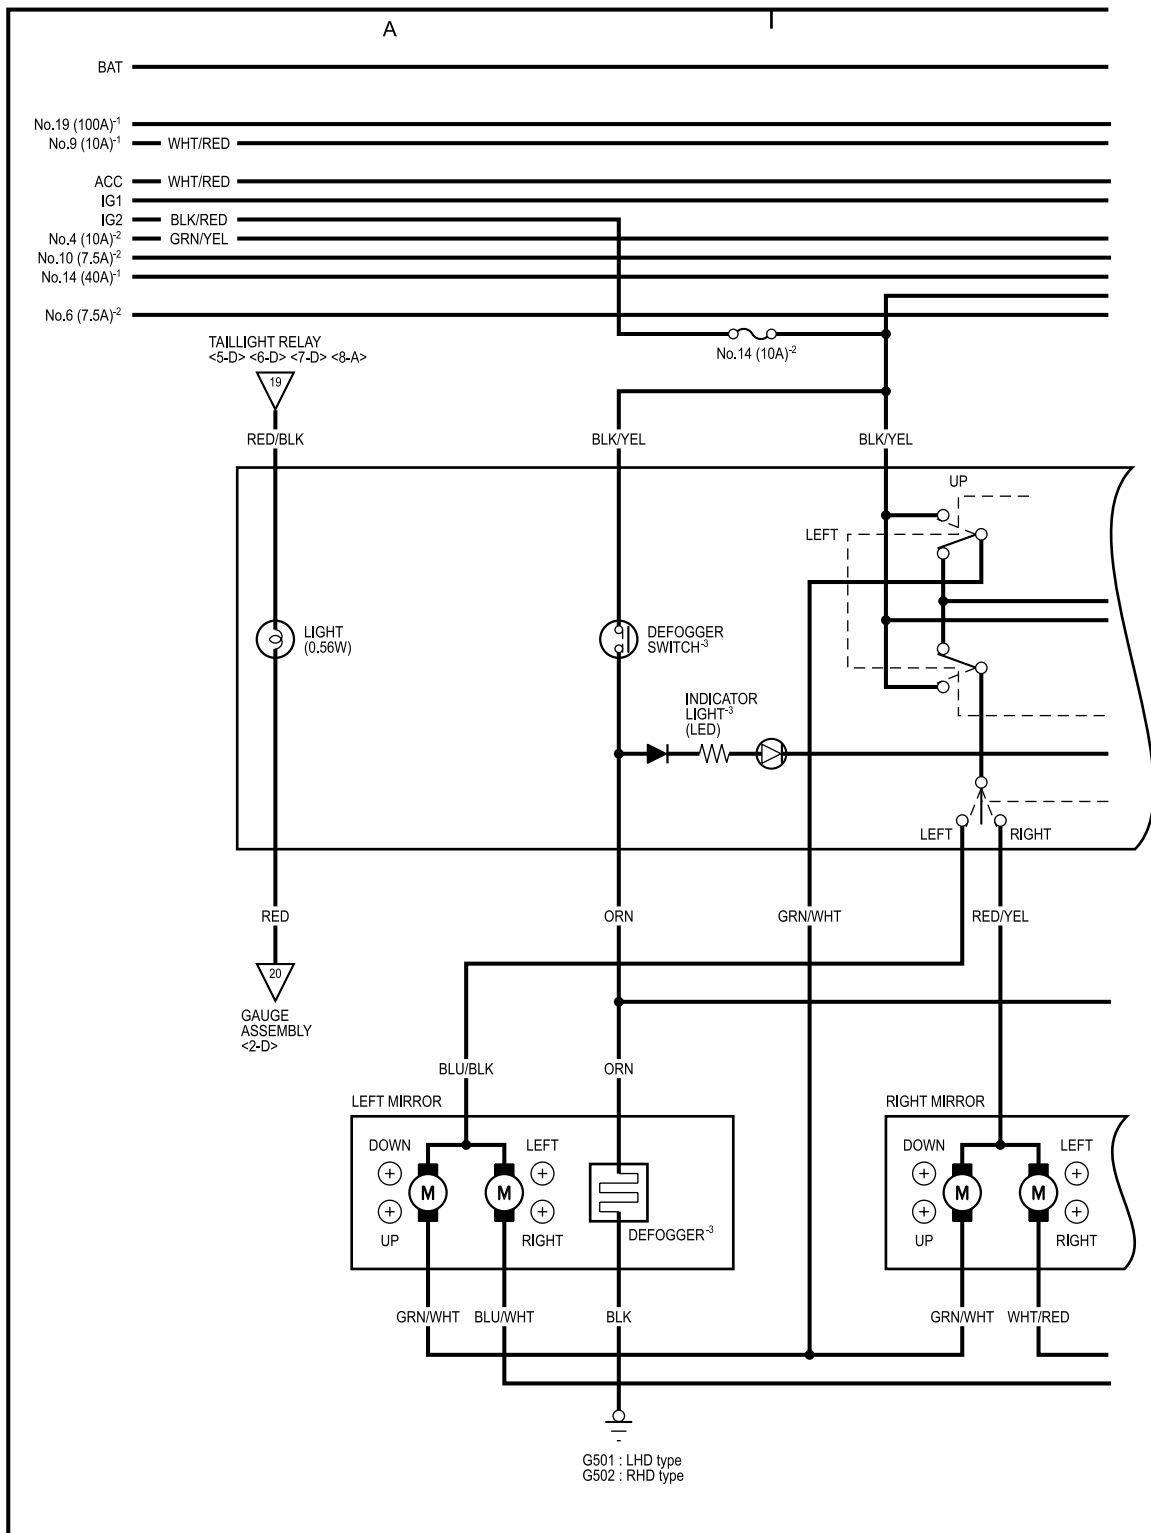 A
BAT
No.19 (100A)-1
No.9 (10A)-1 WHT/RED
ACC WHT/RED
IG1
IG2 BLK/RED
No.4 (10A)-2 GRN/YEL
No.10 (7.5A)-2
No.14 (40A)-1
No.6 (7.5A)-2
TAILLIGHT RELAY
<5-D> <6-D> <7-D> <8-A>
No.14 (10A)-2
19
RED/BLK BLK/YEL BLK/YEL
UP
LEFT
LIGHT
(0.56W)
DEFOGGER
SWITCH-3
INDICATOR
LIGHT-3
(LED)
LEFT RIGHT
RED ORN GRN/WHT RED/YEL
20
GAUGE
ASSEMBLY
<2-D>
BLU/BLK ORN
LEFT MIRROR RIGHT MIRROR
DOWN LEFT DOWN LEFT
M M M M
UP RIGHT DEFOGGER-3 UP RIGHT
GRN/WHT BLU/WHT BLK GRN/WHT WHT/RED
G501 : LHD type
G502 : RHD type